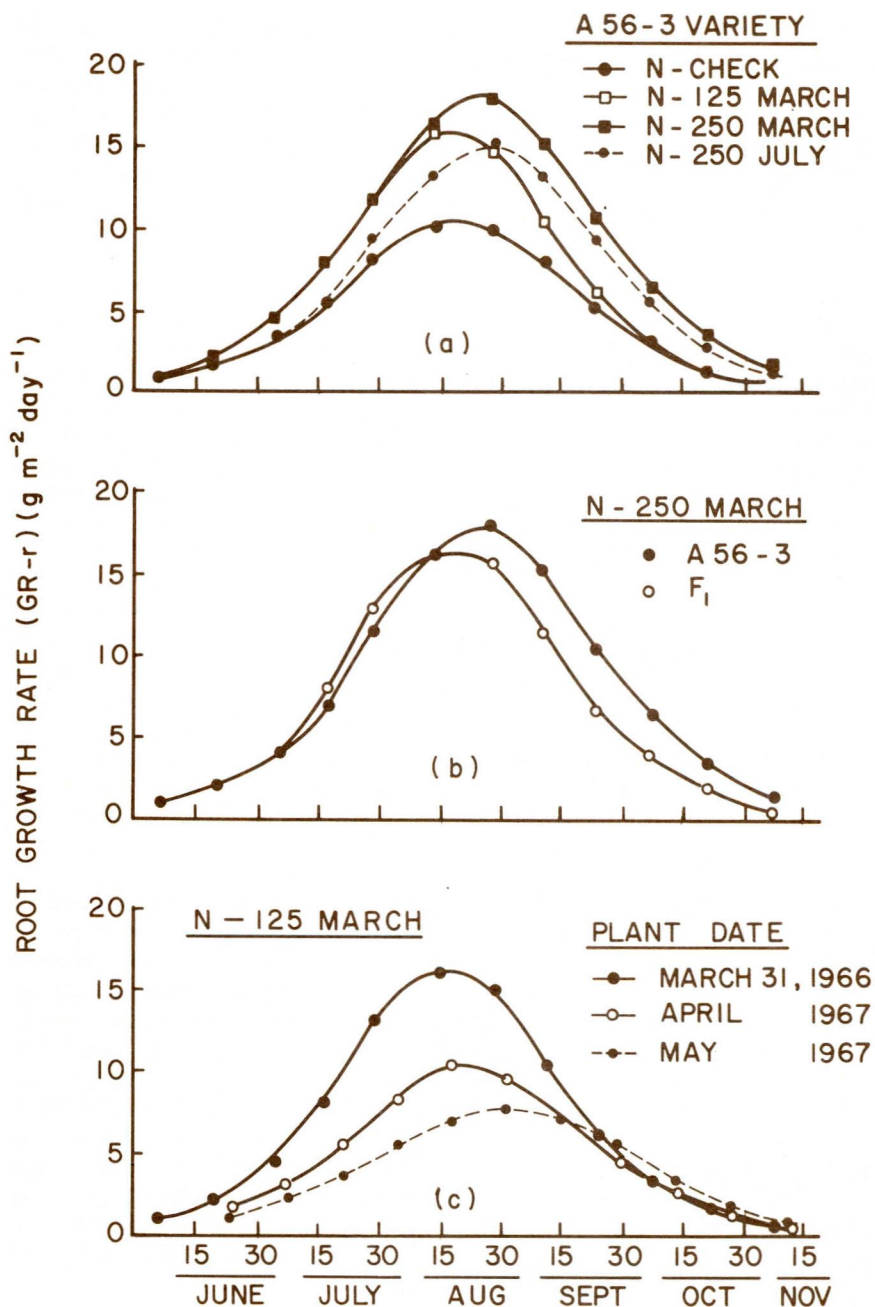 A 56-3 VARIETY
N-CHECK
N-125 MARCH
N-250 MARCH
N-250 JULY
20
15
10
5
0
(a)
ROOT GROWTH RATE (GR-r) (g m⁻² day⁻¹)
N-250 MARCH
A 56-3
F₁
20
15
10
5
0
(b)
N-125 MARCH
PLANT DATE
MARCH 31, 1966
APRIL 1967
MAY 1967
20
15
10
5
0
(c)
15 30 15 30 15 30 15 30 15 30 15
JUNE JULY AUG SEPT OCT NOV